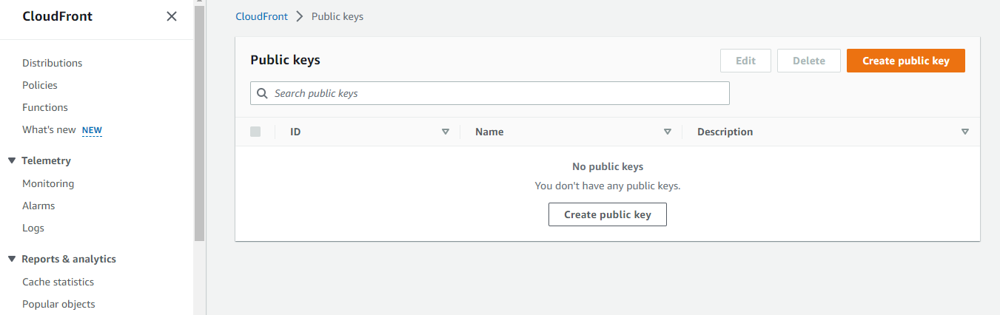 CloudFront
Distributions
Policies
Functions
What's new NEW
Telemetry
Monitoring
Alarms
Logs
Reports & analytics
Cache statistics
Popular objects
CloudFront Public keys
Public keys
Edit Delete Create public key
Search public keys
ID Name Description
No public keys
You don't have any public keys.
Create public key